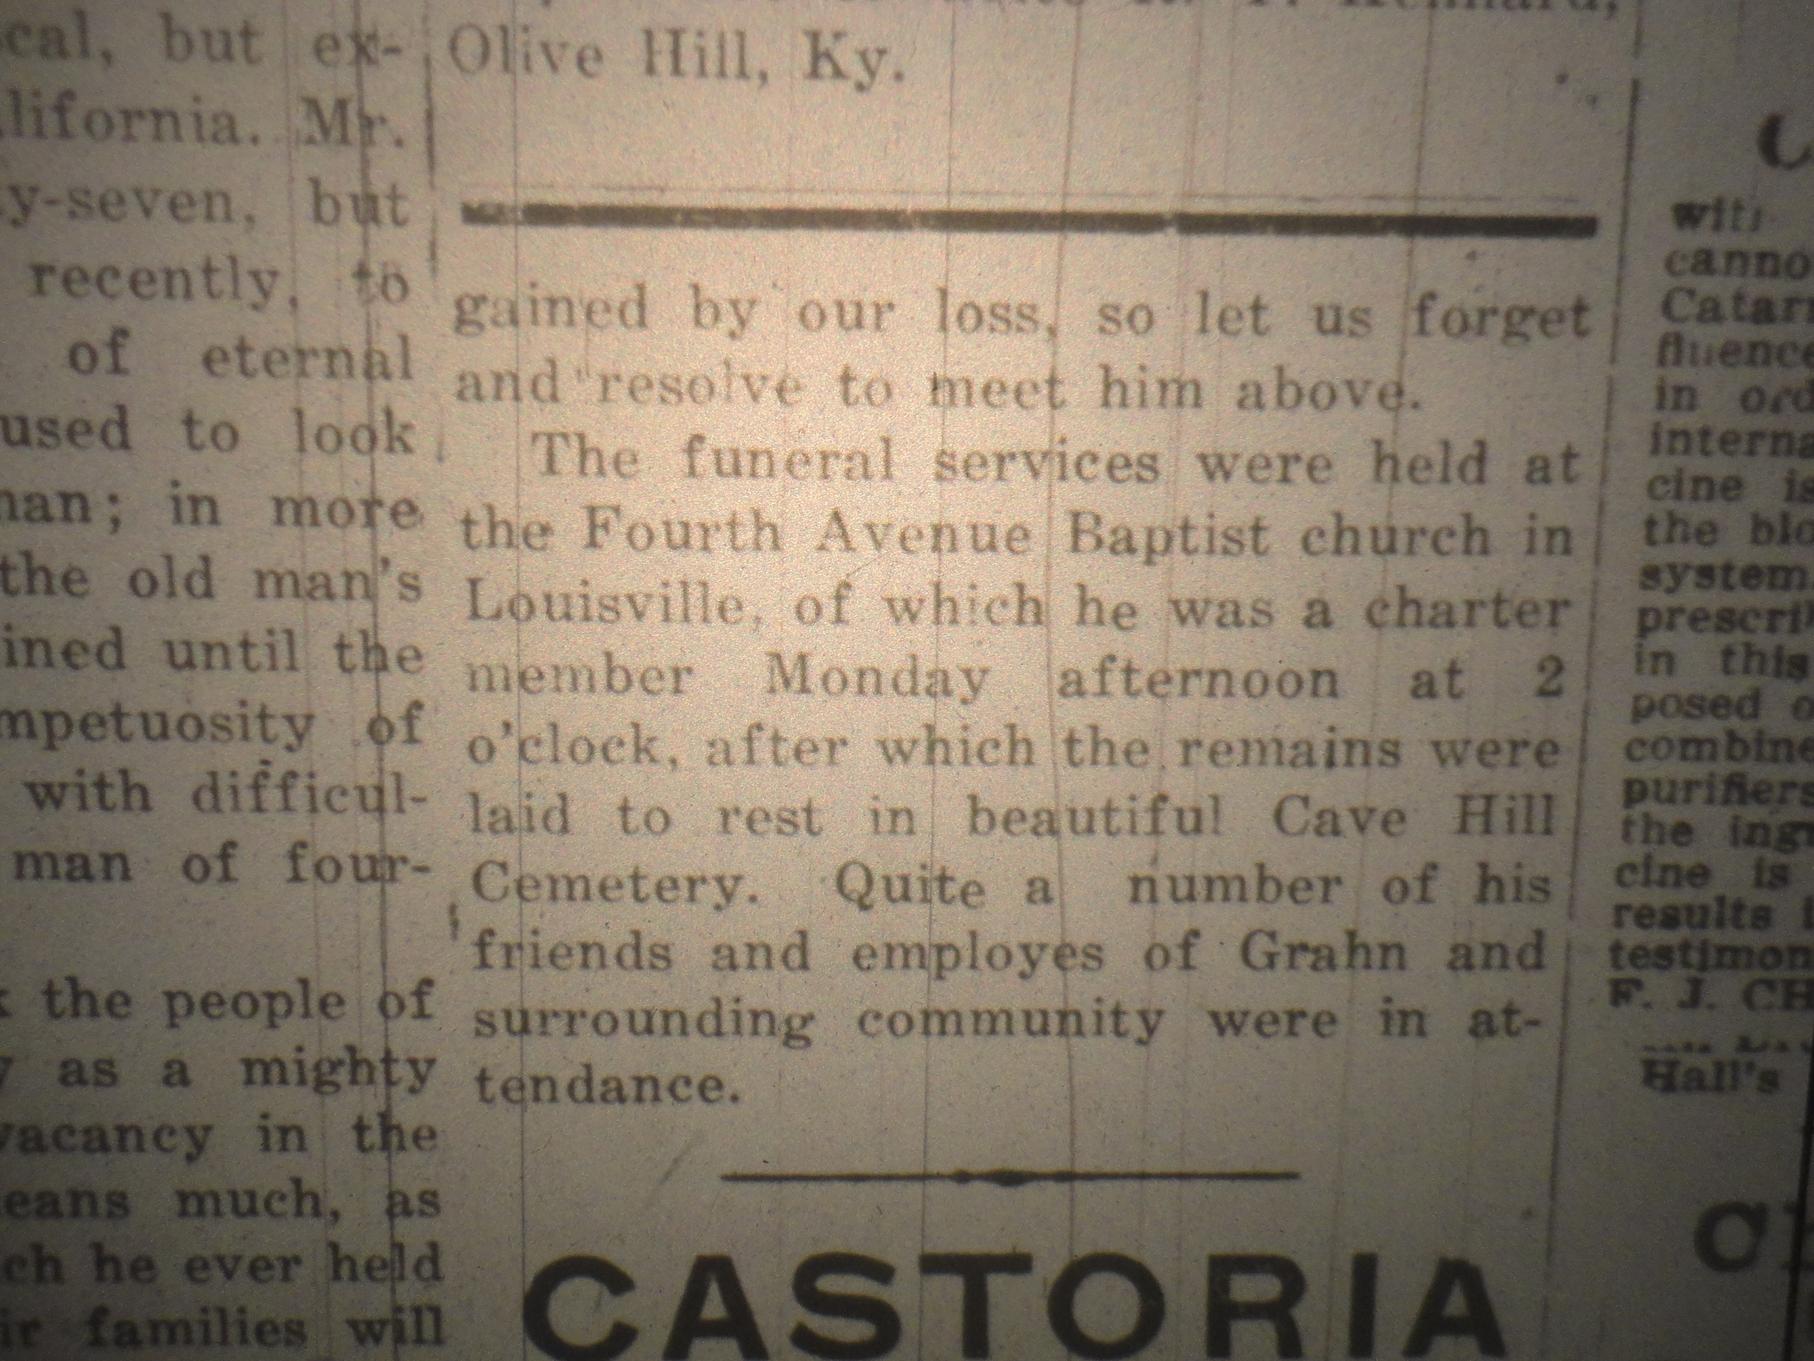 cal, but ex-
lifornia. Mr.
y-seven, but
recently, to
of eternal
used to look
man; in more
the old man's
ined until the
mpetuosity of
with difficul-
man of four-
the people of
as a mighty
vacancy in the
eans much, as
ch he ever held
ir families will
Olive Hill, Ky.
gained by our loss, so let us forget
and resolve to meet him above.
The funeral services were held at
the Fourth Avenue Baptist church in
Louisville, of which he was a charter
member Monday afternoon at 2
o'clock, after which the remains were
laid to rest in beautiful Cave Hill
Cemetery. Quite a number of his
friends and employes of Grahn and
surrounding community were in at-
tendance.
CASTORIA
with
canno
Catarr
fluence
in ord
interna
cine is
the blo
system
prescri
in this
posed o
combine
purifiers
the ing
cine is
results
testimon
F. J. CH
Hall's